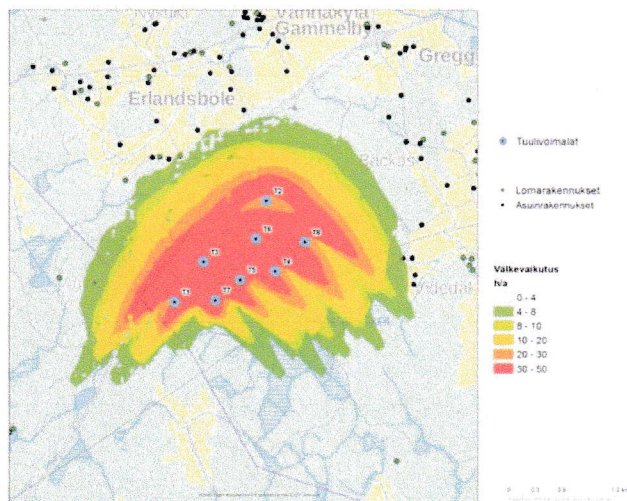 Vännäkylä
Gammelby
Gregg
Erlandsbole
Backas
T2
T6
T8
T3
T4
T5
T1
T7
Tuulivoimalat
Lomarakennukset
Asuinrakennukset
Välkevaikutus
h/a
0 - 4
4 - 8
8 - 10
10 - 20
20 - 30
30 - 50